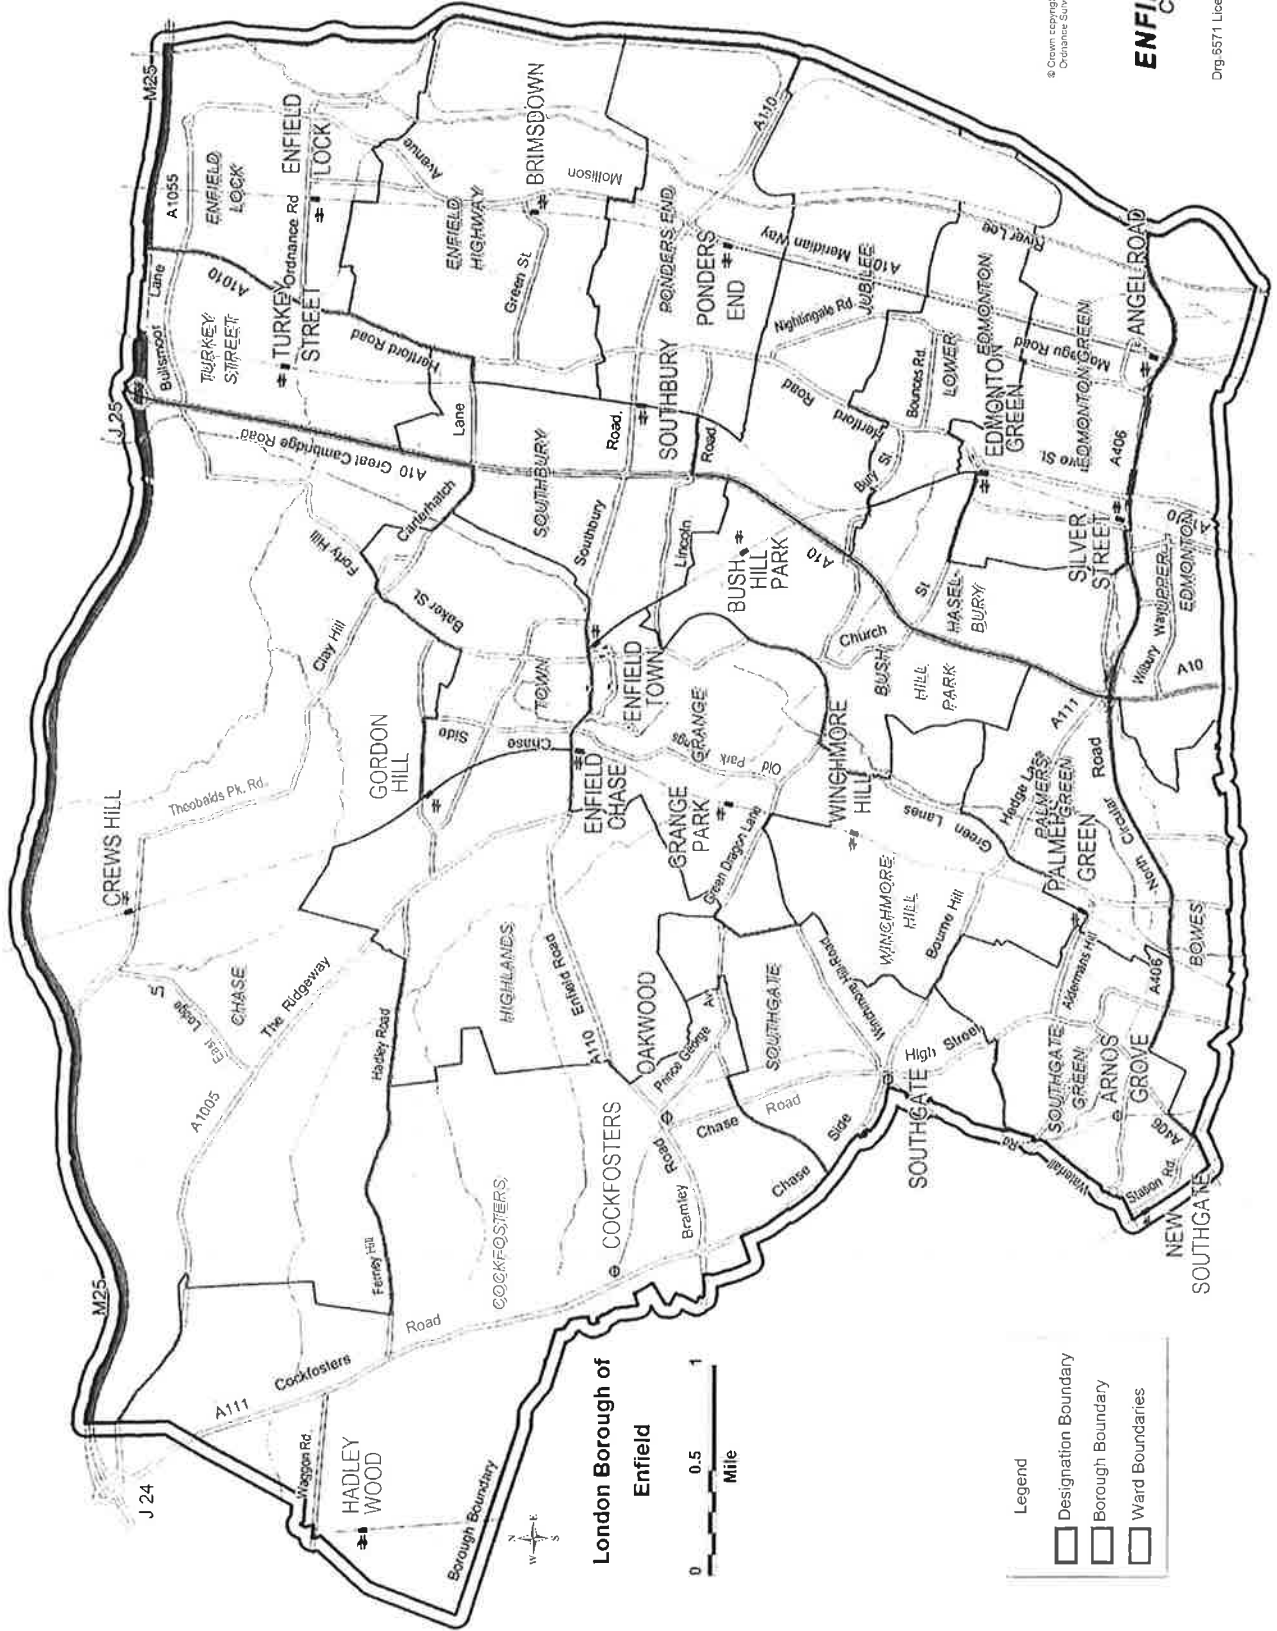 M25
J 24
J 25
M25
CREWS HILL
Theobalds Pk. Rd.
Bullsmoor
Lane
A1055
A1010
ENFIELD
LOCK
TURKEY
STREET
TURKEY
STREET
Ordnance Rd
ENFIELD
LOCK
A10 Great Cambridge Road
Hertford Road
Forty Hill
Clay Hill
Carterhatch
Lane
Baker St.
East
Lodge
CHASE
The Ridgeway
A1005
Hadley Road
Ferney Hill
A111
Cockfosters
Road
Waggon Rd
HADLEY
WOOD
Borough Boundary
GORDON
HILL
Chase
Side
TOWN
SOUTHBURY
ENFIELD
HIGHWAY
Green St
BRIMSDOWN
Mollison
Avenue
HIGHLANDS
COCKFOSTERS
COCKFOSTERS
A110
Enfield Road
ENFIELD
CHASE
ENFIELD
TOWN
Southbury
Road
SOUTHBURY
PONDERS END
PONDERS
END
A110
Lincoln
Road
GRANGE
GRANGE
PARK
Old
Park
Green Dragon Lane
OAKWOOD
Prince George
Av.
Bramley
Road
Chase
Road
SOUTHGATE
Chase
Side
BUSH
HILL
PARK
A10
Nightingale Rd
JUBILEE
Meridian Way
Hertford
Road
Bounces Rd.
LOWER
EDMONTON
Bury St
Church
St
BUSH
HILL
PARK
HASEL-
BURY
WINCHMORE
HILL
WINCHMORE
HILL
Green Lanes
Winchmore Hill Road
Bourne Hill
High Street
SOUTHGATE
EDMONTON
GREEN
EDMONTON GREEN
Montagu Road
River Lee
ANGEL ROAD
A406
SILVER
STREET
UPPER
EDMONTON
Wilbury Way
A10
A111
Hedge Lane
PALMERS
GREEN
PALMERS
GREEN
North Circular Road
Aldermans Hill
SOUTHGATE
GREEN
ARNOS
GROVE
BOWES
A406
A406
Waterfall
Rd
Station Rd.
NEW
SOUTHGATE
London Borough of
Enfield
0
0.5
1
Mile
N
E
S
W
Legend
Designation Boundary
Borough Boundary
Ward Boundaries
© Crown copyrig
Ordnance Surv
ENFI
C
Drg.6571 Lice